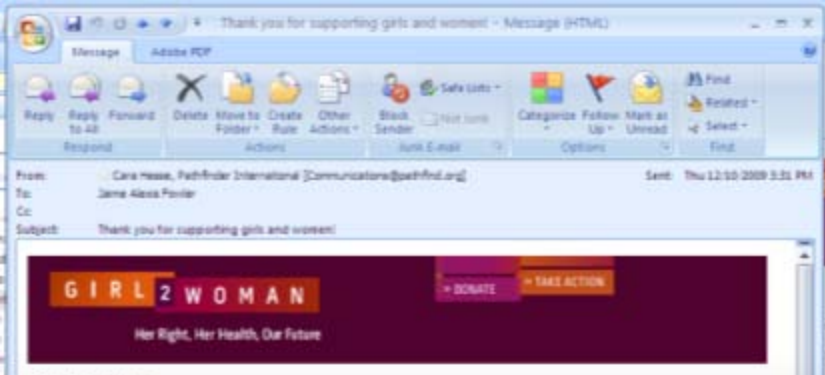 Thank you for supporting girls and women! - Message (HTML)
Message Adobe PDF
Reply Reply to All Forward Delete Move to Folder Create Rule Other Actions Block Sender Safe Lists Not Junk Categorize Follow Up Mark as Unread Find Related Select
Respond Actions Junk E-mail Options Find
From: Cara Hesse, Pathfinder International [Communications@pathfind.org] Sent: Thu 12/10/2009 3:31 PM
To: Jame Alexis Fowler
Cc:
Subject: Thank you for supporting girls and women!
GIRL 2 WOMAN
» DONATE » TAKE ACTION
Her Right, Her Health, Our Future